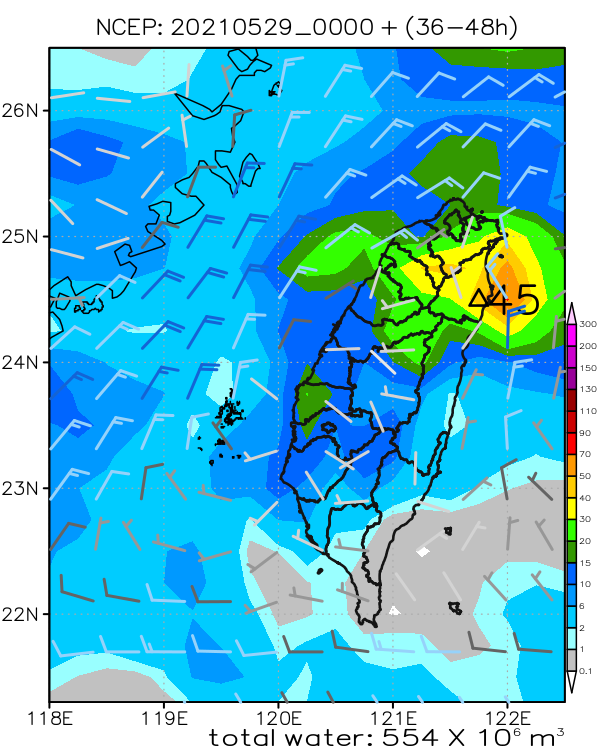 NCEP: 20210529_0000 + (36−48h)
26N
25N
24N
23N
22N
△45
300
200
150
130
110
90
70
50
40
30
20
15
10
6
2
1
0.1
118E 119E 120E 121E 122E
total water: 554 X 10⁶ m³